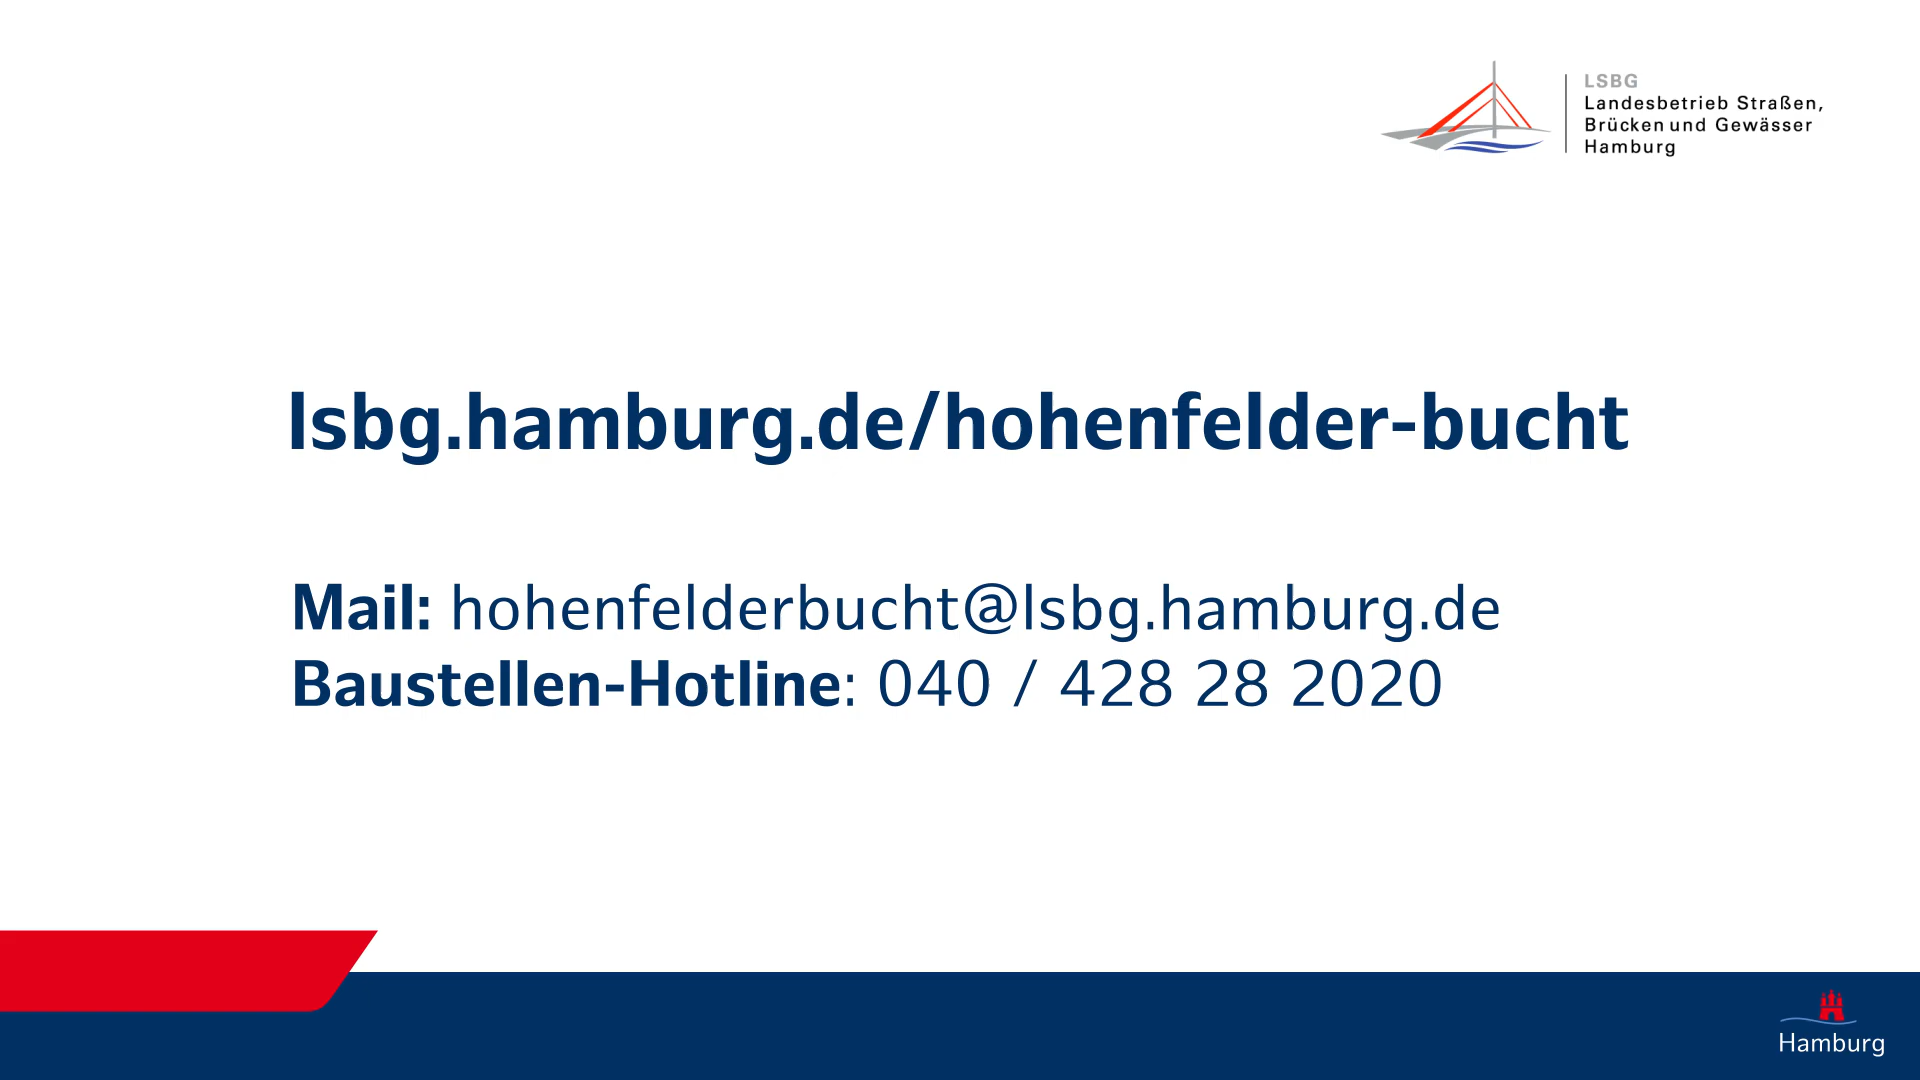 LSBG
Landesbetrieb Straßen,
Brücken und Gewässer
Hamburg
lsbg.hamburg.de/hohenfelder-bucht
Mail: hohenfelderbucht@lsbg.hamburg.de
Baustellen-Hotline: 040 / 428 28 2020
Hamburg